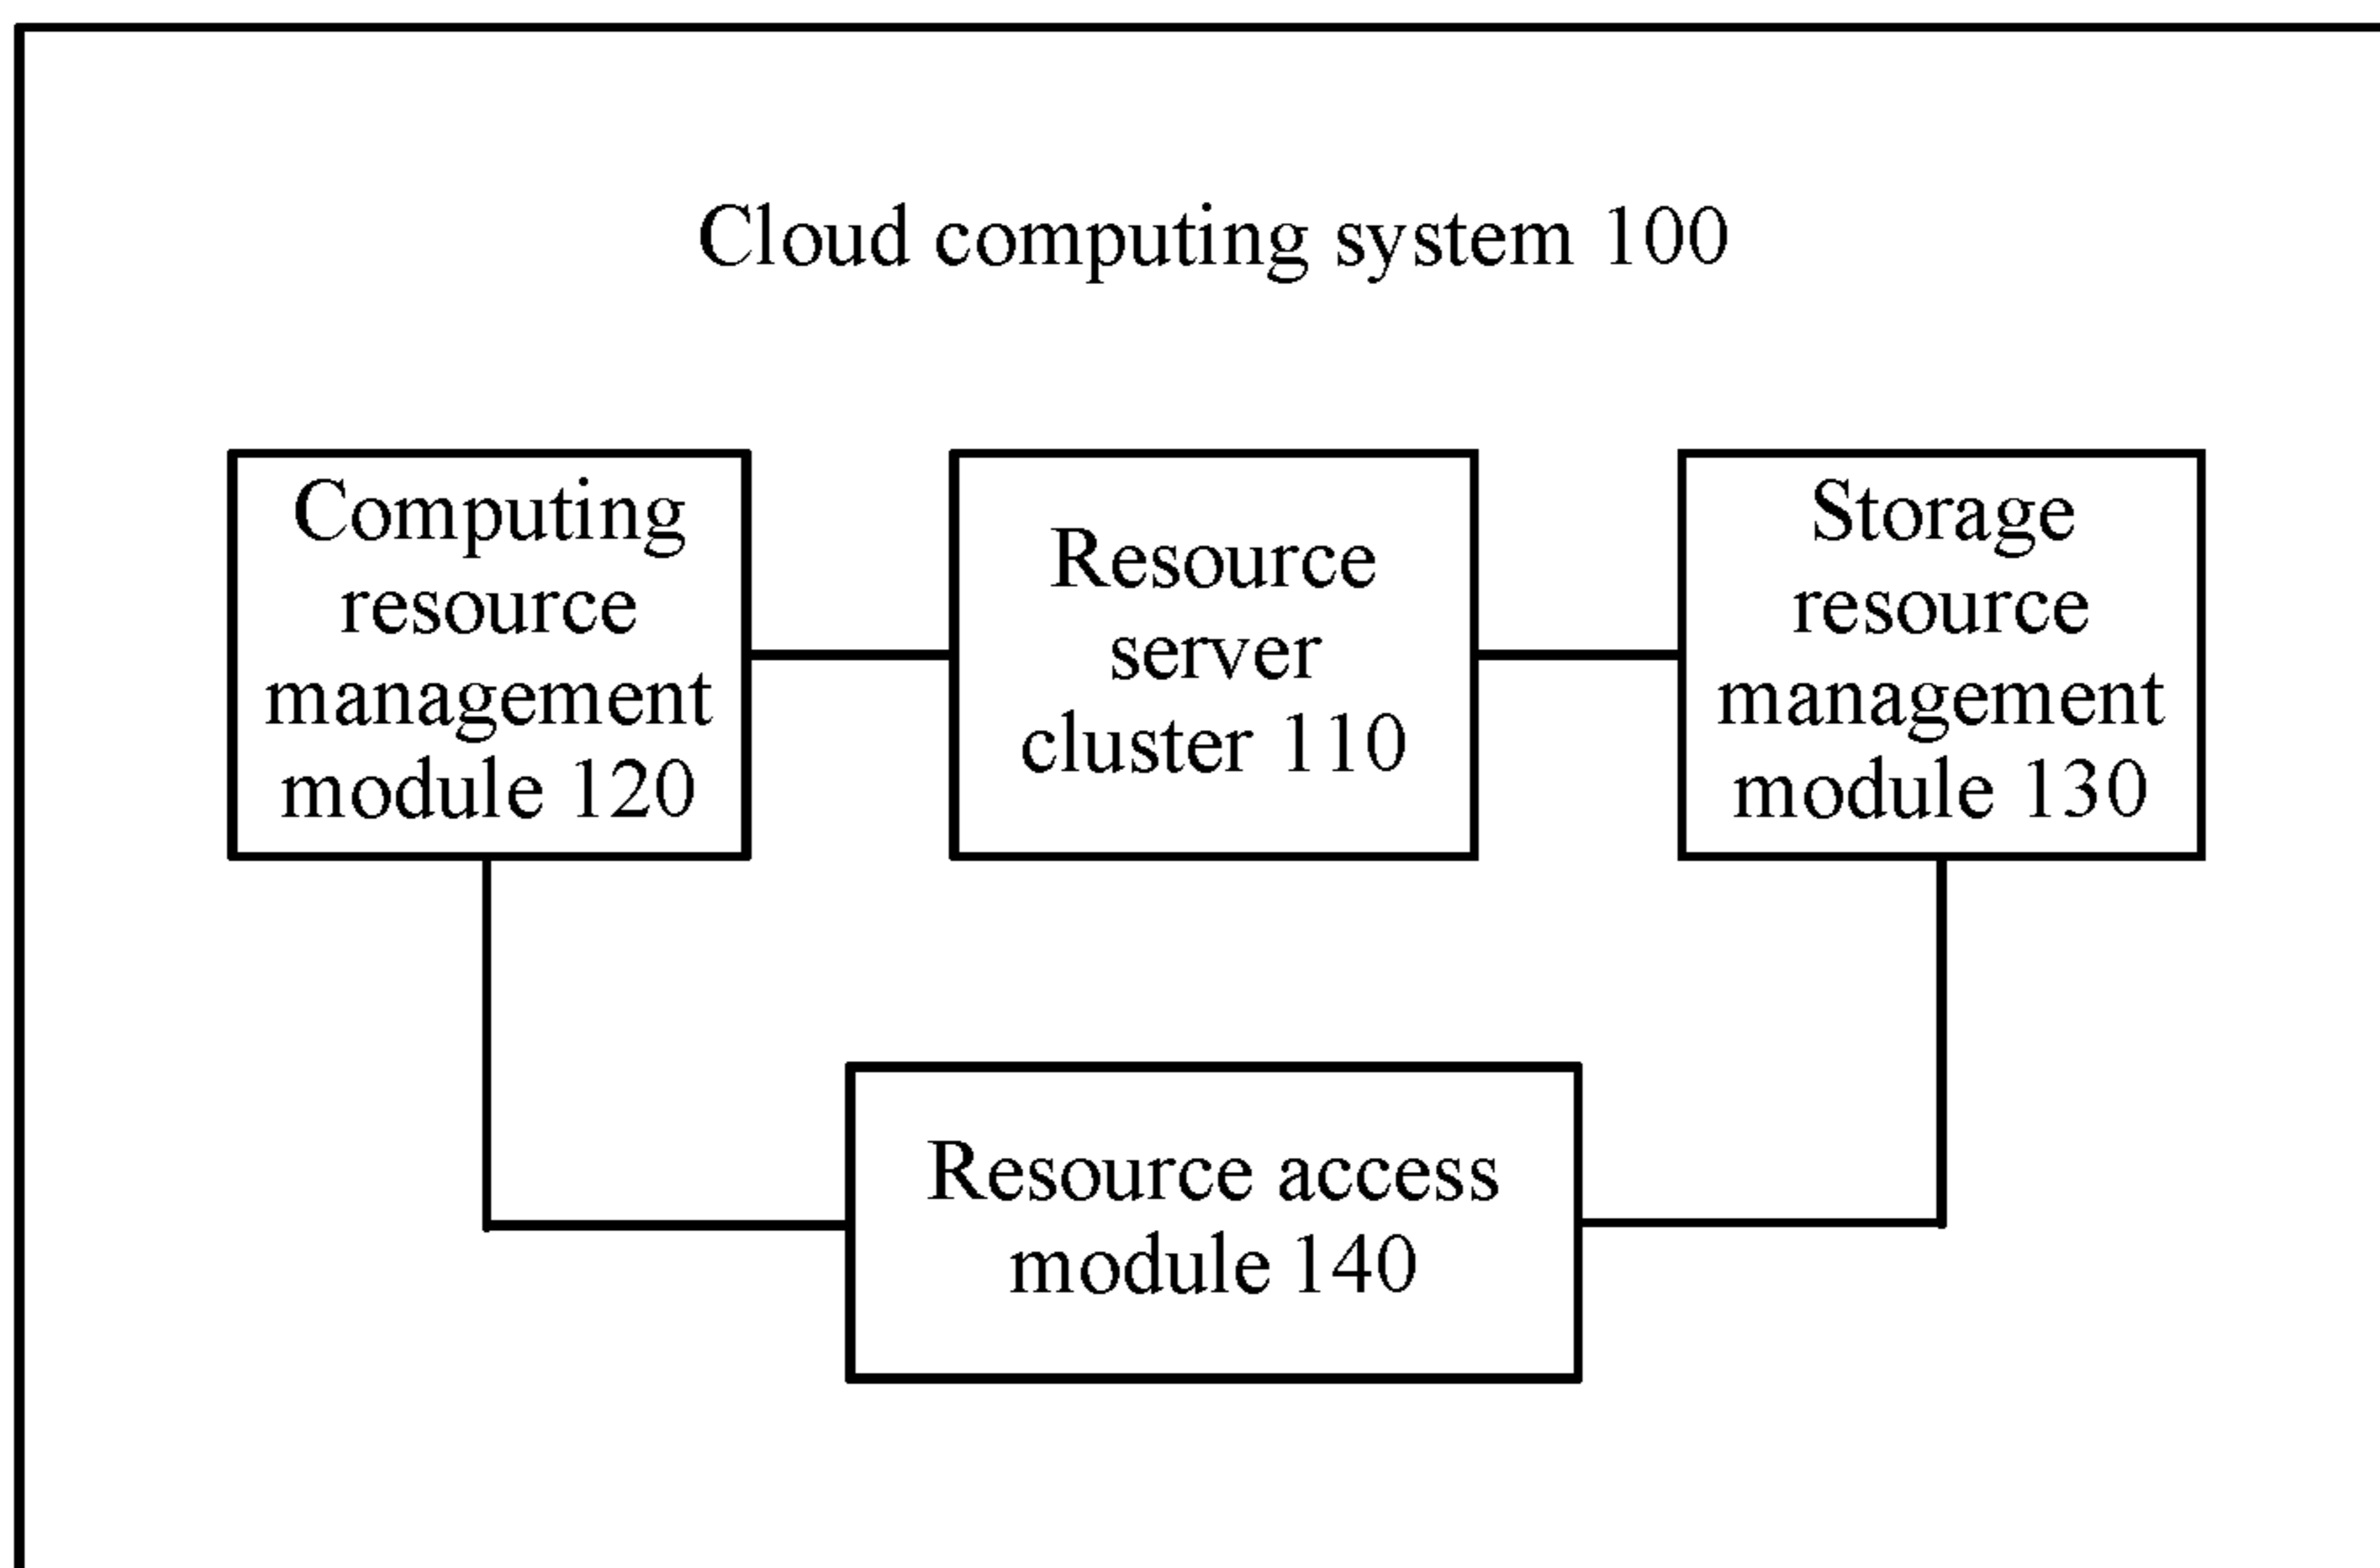 Cloud computing system 100
Computing
resource
management
module 120
Resource
server
cluster 110
Storage
resource
management
module 130
Resource access
module 140